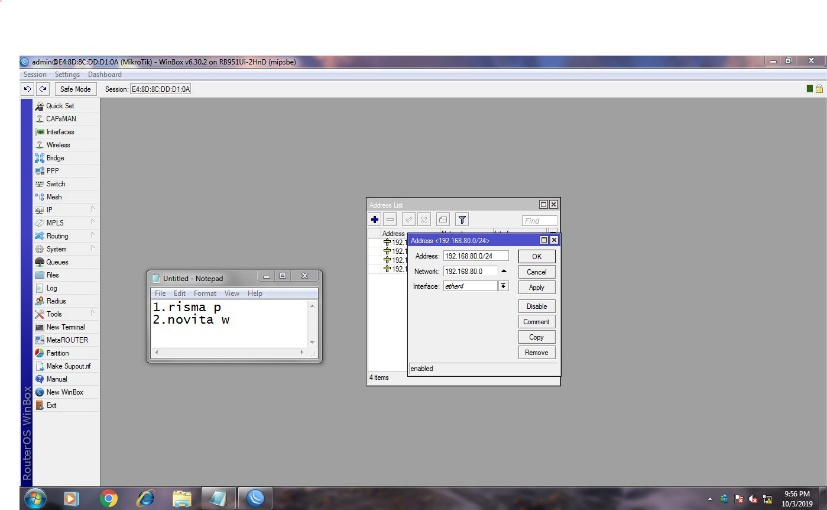 admin@E4:8D:8C:DD:D1:0A (MikroTik) - WinBox v6.30.2 on RB951Ui-2HnD (mipsbe)
Session Settings Dashboard
Safe Mode Session: E4:8D:8C:DD:D1:0A
Quick Set
CAPsMAN
Interfaces
Wireless
Bridge
PPP
Switch
Mesh
IP
MPLS
Routing
System
Queues
Files
Log
Radius
Tools
New Terminal
MetaROUTER
Partition
Make Supout.rif
Manual
New WinBox
Exit
RouterOS WinBox
Untitled - Notepad
File Edit Format View Help
1.risma p
2.novita w
Address List
Find
Address
192.1
192.1
192.1
192.1
4 items
Address <192.168.80.0/24>
Address: 192.168.80.0/24
Network: 192.168.80.0
Interface: ether4
OK
Cancel
Apply
Disable
Comment
Copy
Remove
enabled
9:56 PM
10/3/2019